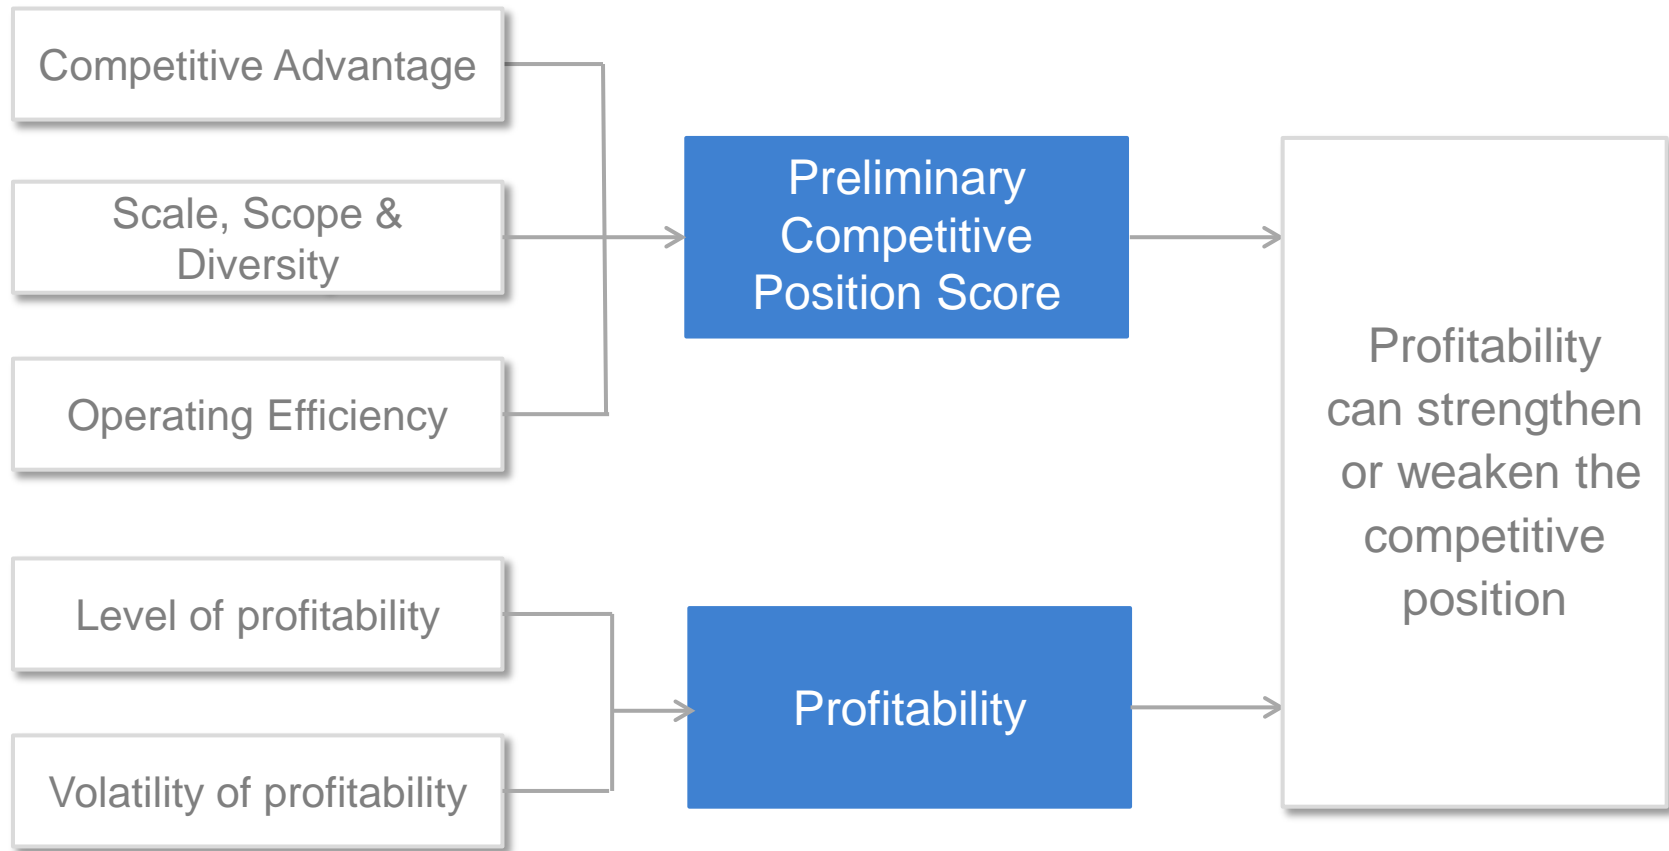 Competitive Advantage
Scale, Scope &
Diversity
Operating Efficiency
Preliminary
Competitive
Position Score
Level of profitability
Volatility of profitability
Profitability
Profitability
can strengthen
or weaken the
competitive
position